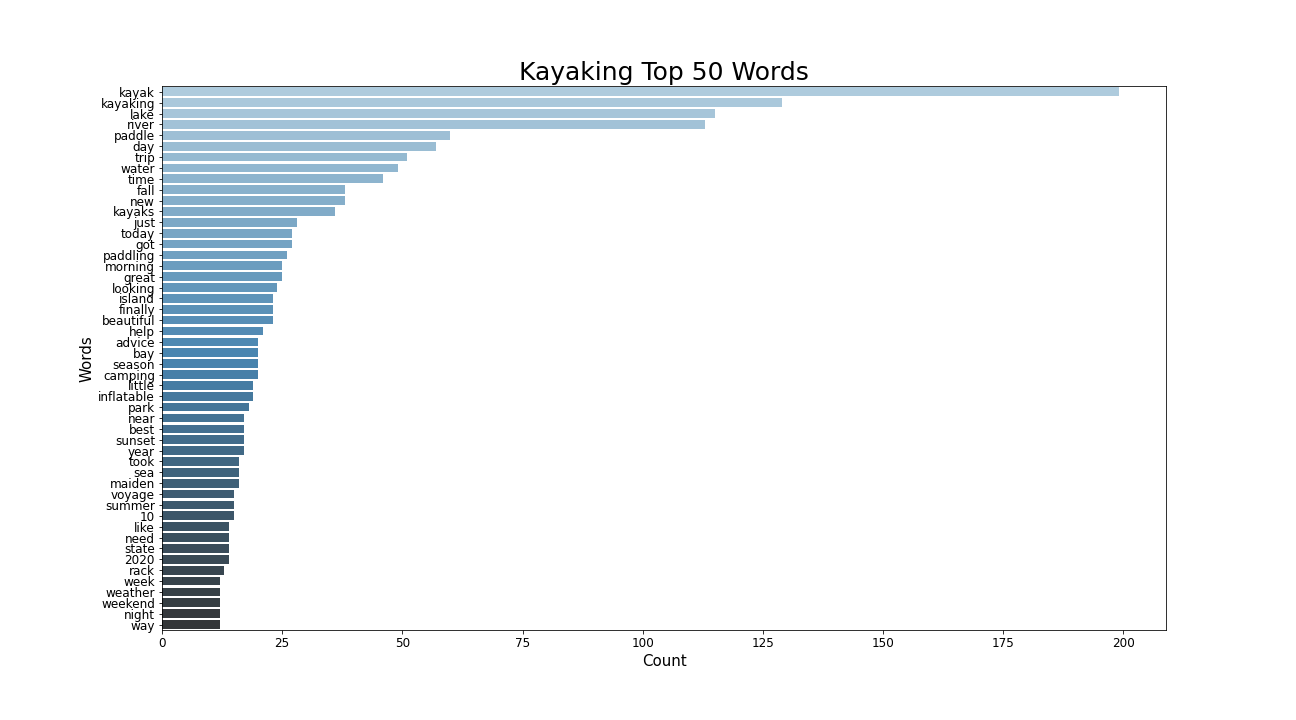 Kayaking Top 50 Words
kayak
kayaking
lake
river
paddle
day
trip
water
time
fall
new
kayaks
just
today
got
paddling
morning
great
looking
island
finally
beautiful
help
advice
bay
season
camping
little
inflatable
park
near
best
sunset
year
took
sea
maiden
voyage
summer
10
like
need
state
2020
rack
week
weather
weekend
night
way
Words
0 25 50 75 100 125 150 175 200
Count